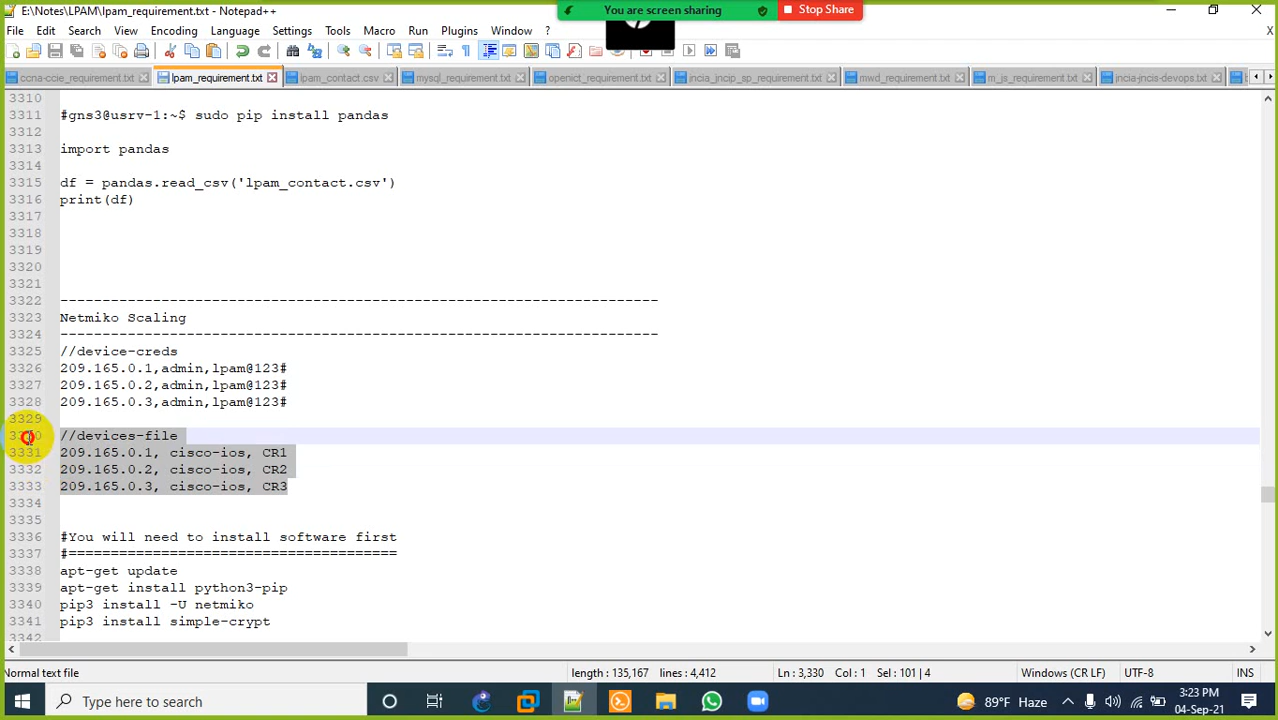 E:\Notes\LPAM\lpam_requirement.txt - Notepad++
You are screen sharing
Stop Share
File Edit Search View Encoding Language Settings Tools Macro Run Plugins Window ?
ccna-ccie_requirement.txt lpam_requirement.txt lpam_contact.csv mysql_requirement.txt openict_requirement.txt jncia_jncip_sp_requirement.txt mwd_requirement.txt m_js_requirement.txt jncia-jncis-devops.txt
3310
3311 #gns3@usrv-1:~$ sudo pip install pandas
3312
3313 import pandas
3314
3315 df = pandas.read_csv('lpam_contact.csv')
3316 print(df)
3317
3318
3319
3320
3321
3322 -----------------------------------------------------------------------
3323 Netmiko Scaling
3324 -----------------------------------------------------------------------
3325 //device-creds
3326 209.165.0.1,admin,lpam@123#
3327 209.165.0.2,admin,lpam@123#
3328 209.165.0.3,admin,lpam@123#
3329
3330 //devices-file
3331 209.165.0.1, cisco-ios, CR1
3332 209.165.0.2, cisco-ios, CR2
3333 209.165.0.3, cisco-ios, CR3
3334
3335
3336 #You will need to install software first
3337 #=======================================
3338 apt-get update
3339 apt-get install python3-pip
3340 pip3 install -U netmiko
3341 pip3 install simple-crypt
3342
Normal text file length : 135,167 lines : 4,412 Ln : 3,330 Col : 1 Sel : 101 | 4 Windows (CR LF) UTF-8 INS
Type here to search
89°F Haze
3:23 PM
04-Sep-21